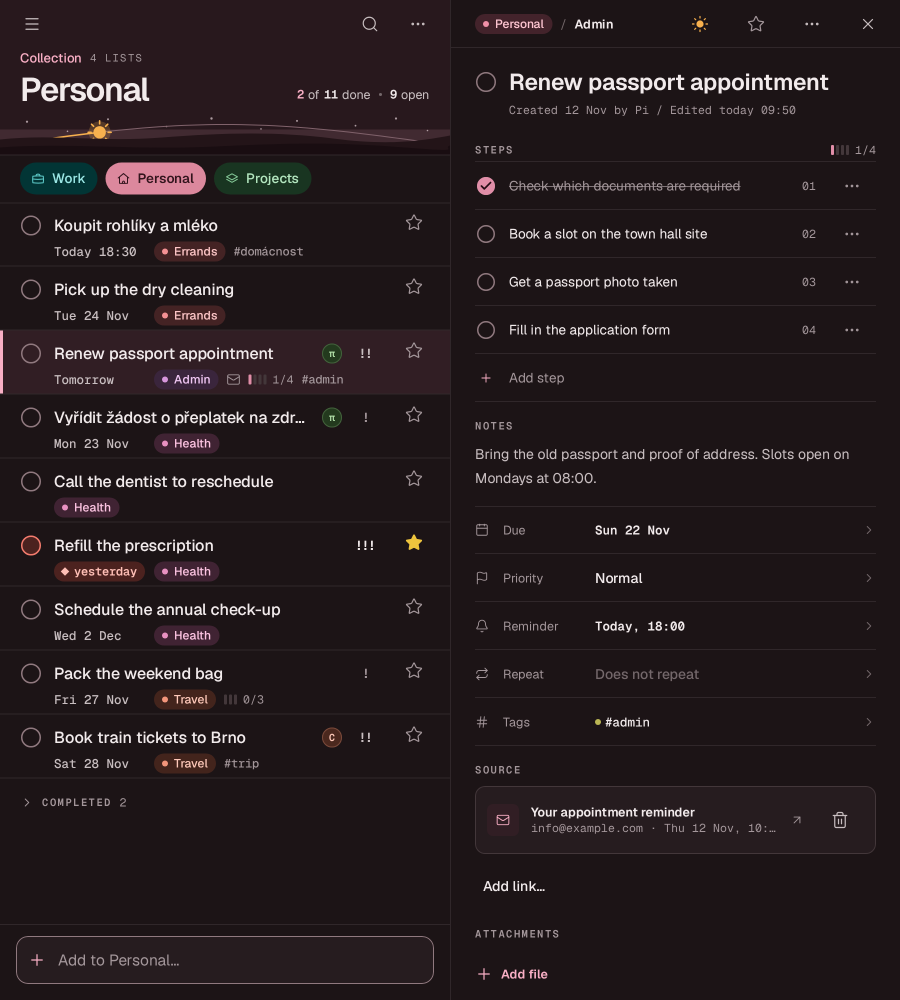 Collection 4 LISTS
Personal
2 of 11 done • 9 open
Work
Personal
Projects
Koupit rohlíky a mléko
Today 18:30 Errands #domácnost
Pick up the dry cleaning
Tue 24 Nov Errands
Renew passport appointment π !!
Tomorrow Admin 1/4 #admin
Vyřídit žádost o přeplatek na zdr… π !
Mon 23 Nov Health
Call the dentist to reschedule
Health
Refill the prescription !!!
yesterday Health
Schedule the annual check-up
Wed 2 Dec Health
Pack the weekend bag !
Fri 27 Nov Travel 0/3
Book train tickets to Brno C !!
Sat 28 Nov Travel #trip
COMPLETED 2
Add to Personal…
Personal / Admin
Renew passport appointment
Created 12 Nov by Pi / Edited today 09:50
STEPS 1/4
Check which documents are required 01
Book a slot on the town hall site 02
Get a passport photo taken 03
Fill in the application form 04
Add step
NOTES
Bring the old passport and proof of address. Slots open on
Mondays at 08:00.
Due Sun 22 Nov
Priority Normal
Reminder Today, 18:00
Repeat Does not repeat
Tags #admin
SOURCE
Your appointment reminder
info@example.com · Thu 12 Nov, 10:…
Add link…
ATTACHMENTS
Add file